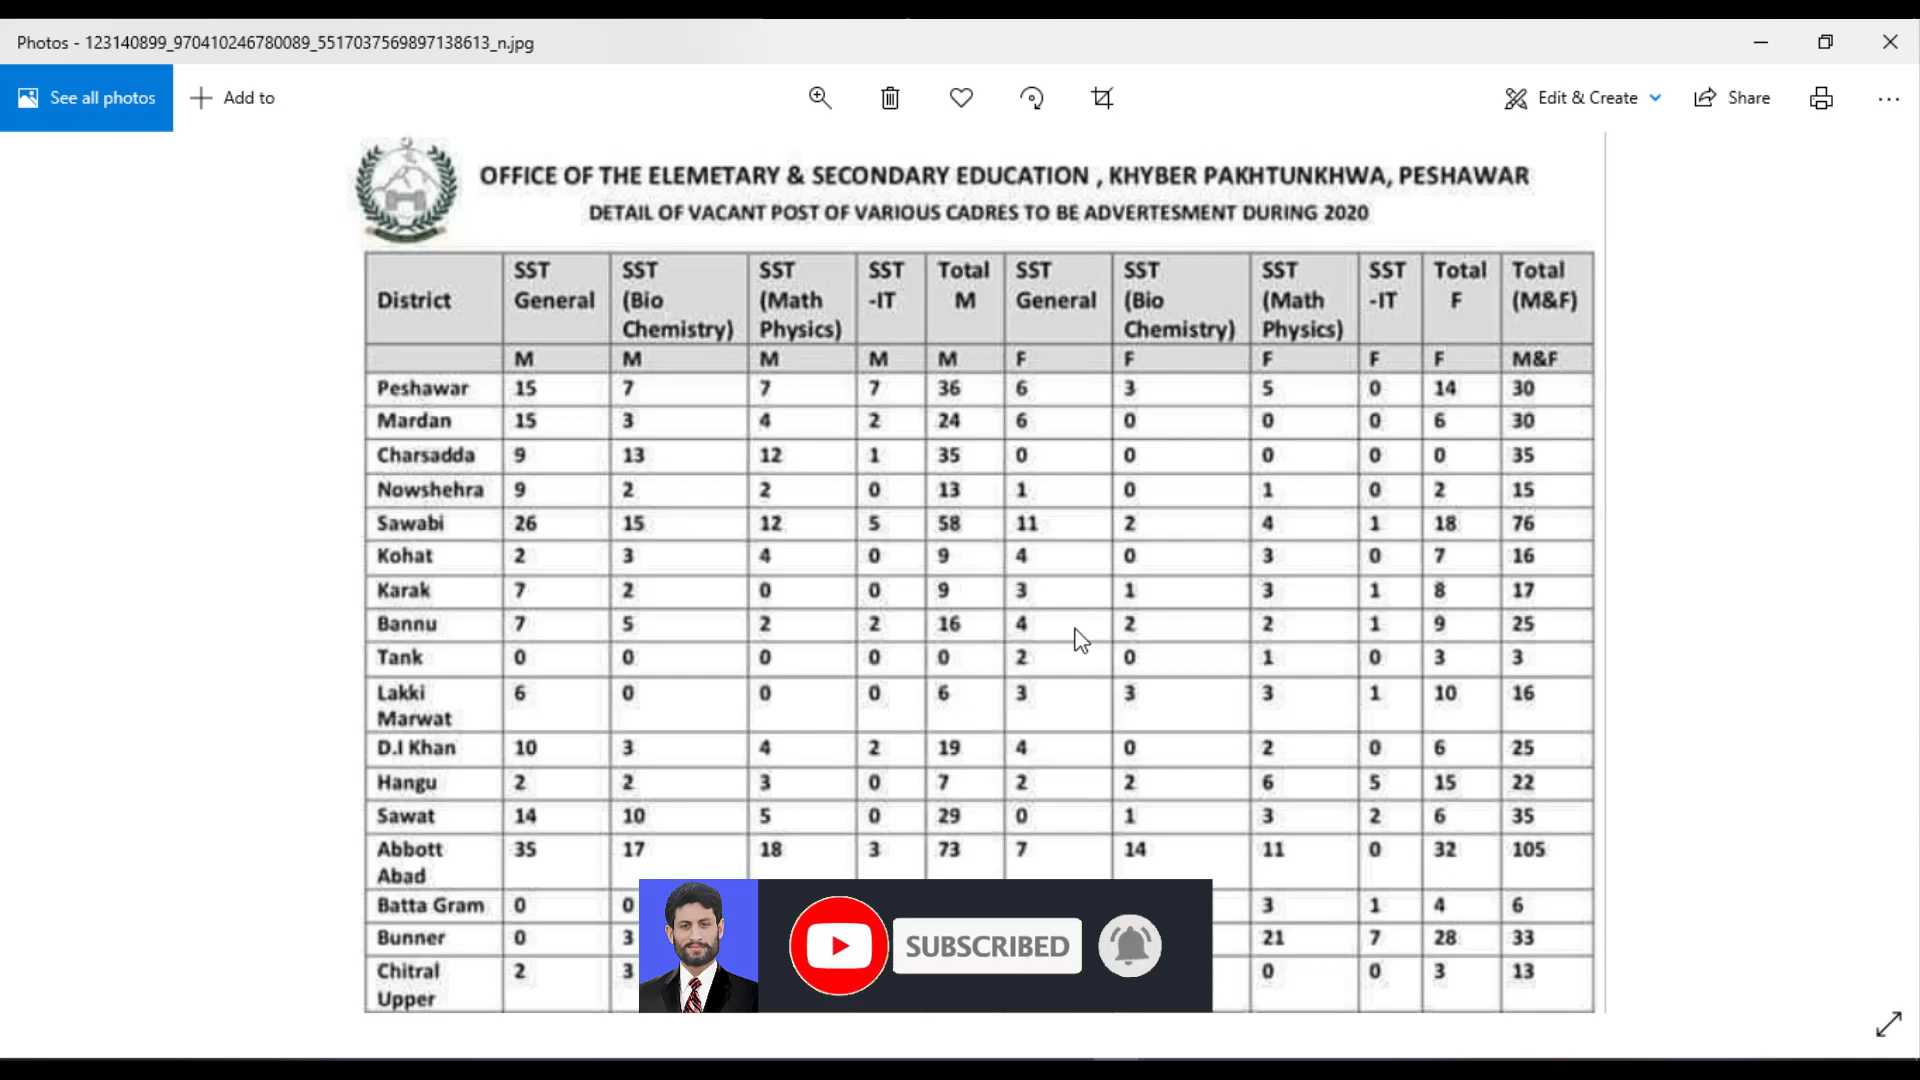 Photos - 123140899_970410246780089_5517037569897138613_n.jpg
See all photos Add to Edit & Create Share
OFFICE OF THE ELEMETARY & SECONDARY EDUCATION , KHYBER PAKHTUNKHWA, PESHAWAR
DETAIL OF VACANT POST OF VARIOUS CADRES TO BE ADVERTESMENT DURING 2020
District SST General SST (Bio Chemistry) SST (Math Physics) SST -IT Total M SST General SST (Bio Chemistry) SST (Math Physics) SST -IT Total F Total (M&F)
M M M M M F F F F F M&F
Peshawar 15 7 7 7 36 6 3 5 0 14 30
Mardan 15 3 4 2 24 6 0 0 0 6 30
Charsadda 9 13 12 1 35 0 0 0 0 0 35
Nowshehra 9 2 2 0 13 1 0 1 0 2 15
Sawabi 26 15 12 5 58 11 2 4 1 18 76
Kohat 2 3 4 0 9 4 0 3 0 7 16
Karak 7 2 0 0 9 3 1 3 1 8 17
Bannu 7 5 2 2 16 4 2 2 1 9 25
Tank 0 0 0 0 0 2 0 1 0 3 3
Lakki Marwat 6 0 0 0 6 3 3 3 1 10 16
D.I Khan 10 3 4 2 19 4 0 2 0 6 25
Hangu 2 2 3 0 7 2 2 6 5 15 22
Sawat 14 10 5 0 29 0 1 3 2 6 35
Abbott Abad 35 17 18 3 73 7 14 11 0 32 105
Batta Gram 0 0 3 1 4 6
Bunner 0 3 21 7 28 33
Chitral Upper 2 3 0 0 3 13
SUBSCRIBED